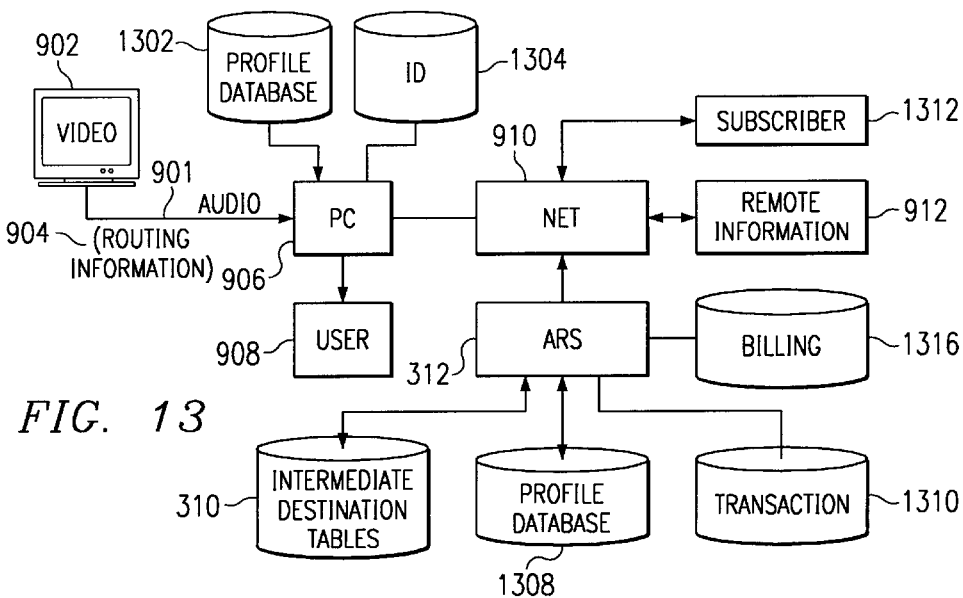 902
1302
PROFILE
DATABASE
ID
1304
VIDEO
901
AUDIO
904
(ROUTING
INFORMATION)
PC
906
910
NET
SUBSCRIBER
1312
REMOTE
INFORMATION
912
USER
908
ARS
312
BILLING
1316
FIG. 13
INTERMEDIATE
DESTINATION
TABLES
310
PROFILE
DATABASE
1308
TRANSACTION
1310